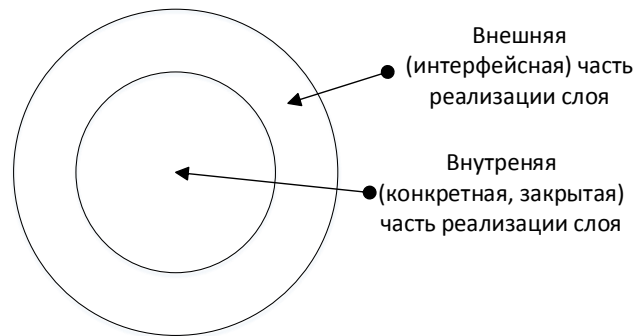 Внешняя
(интерфейсная) часть
реализации слоя
Внутреняя
(конкретная, закрытая)
часть реализации слоя